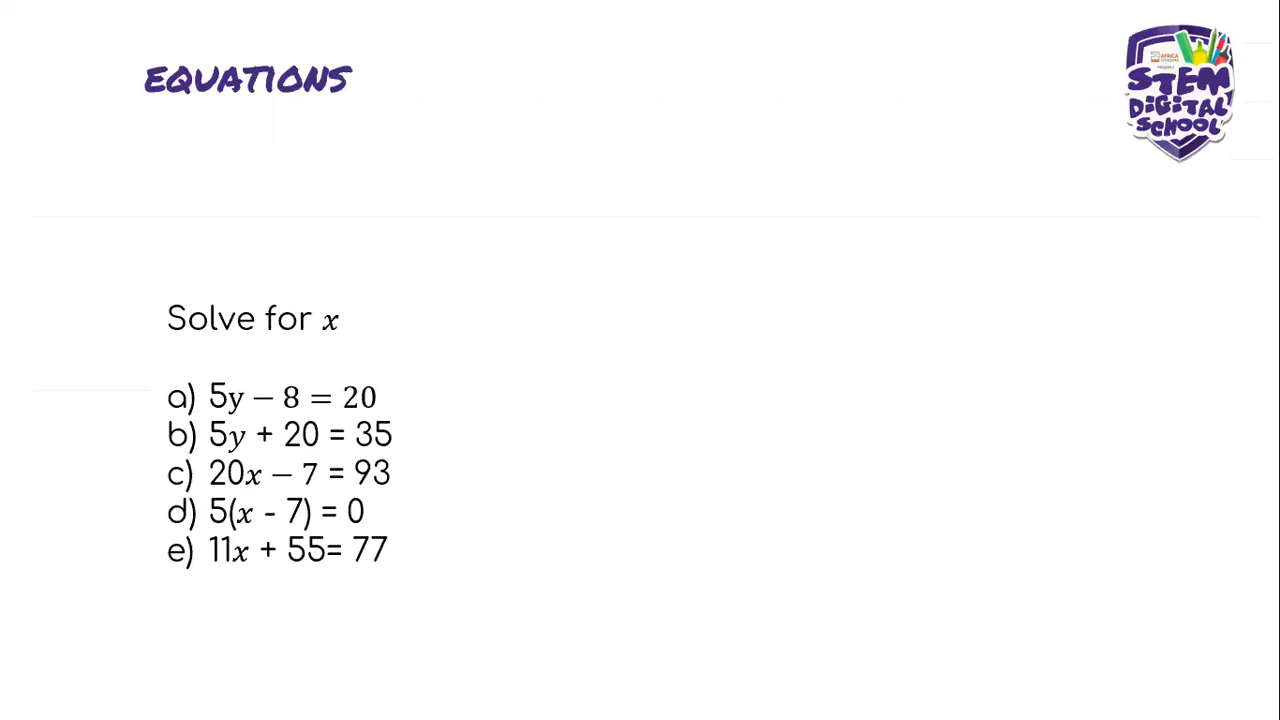 EQUATIONS
AFRICA
STEM
DIGITAL
SCHOOL
Solve for x
a) 5y – 8 = 20
b) 5y + 20 = 35
c) 20x – 7 = 93
d) 5(x - 7) = 0
e) 11x + 55= 77